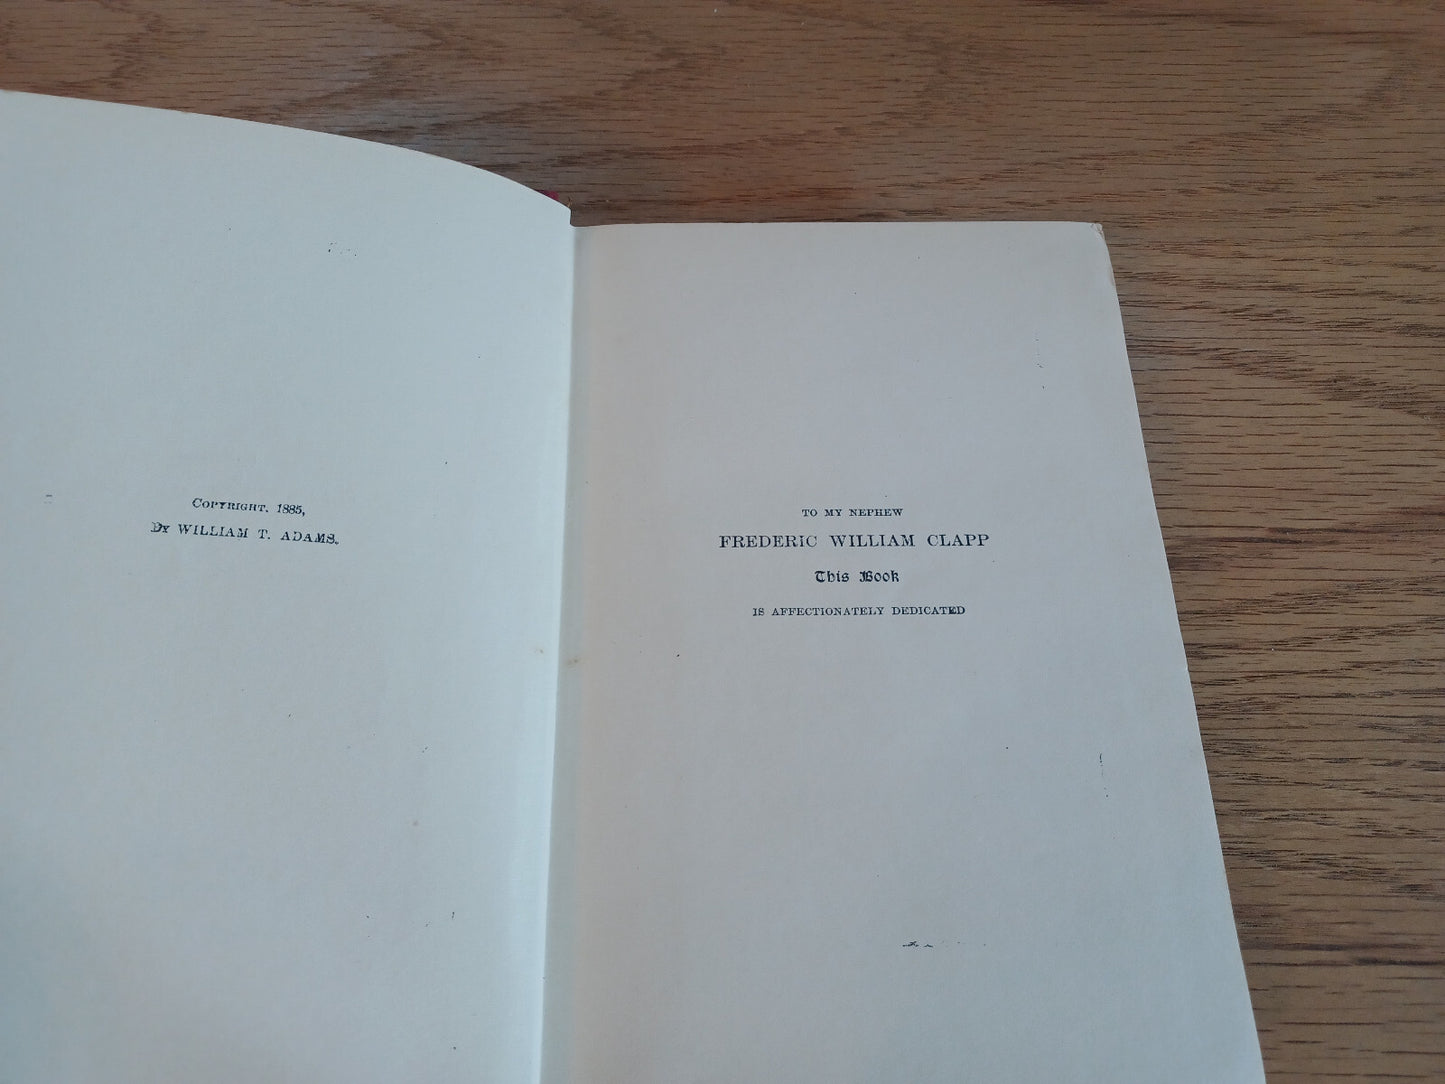 Copyright, 1885,
By WILLIAM T. ADAMS.
TO MY NEPHEW
FREDERIC WILLIAM CLAPP
This Book
IS AFFECTIONATELY DEDICATED